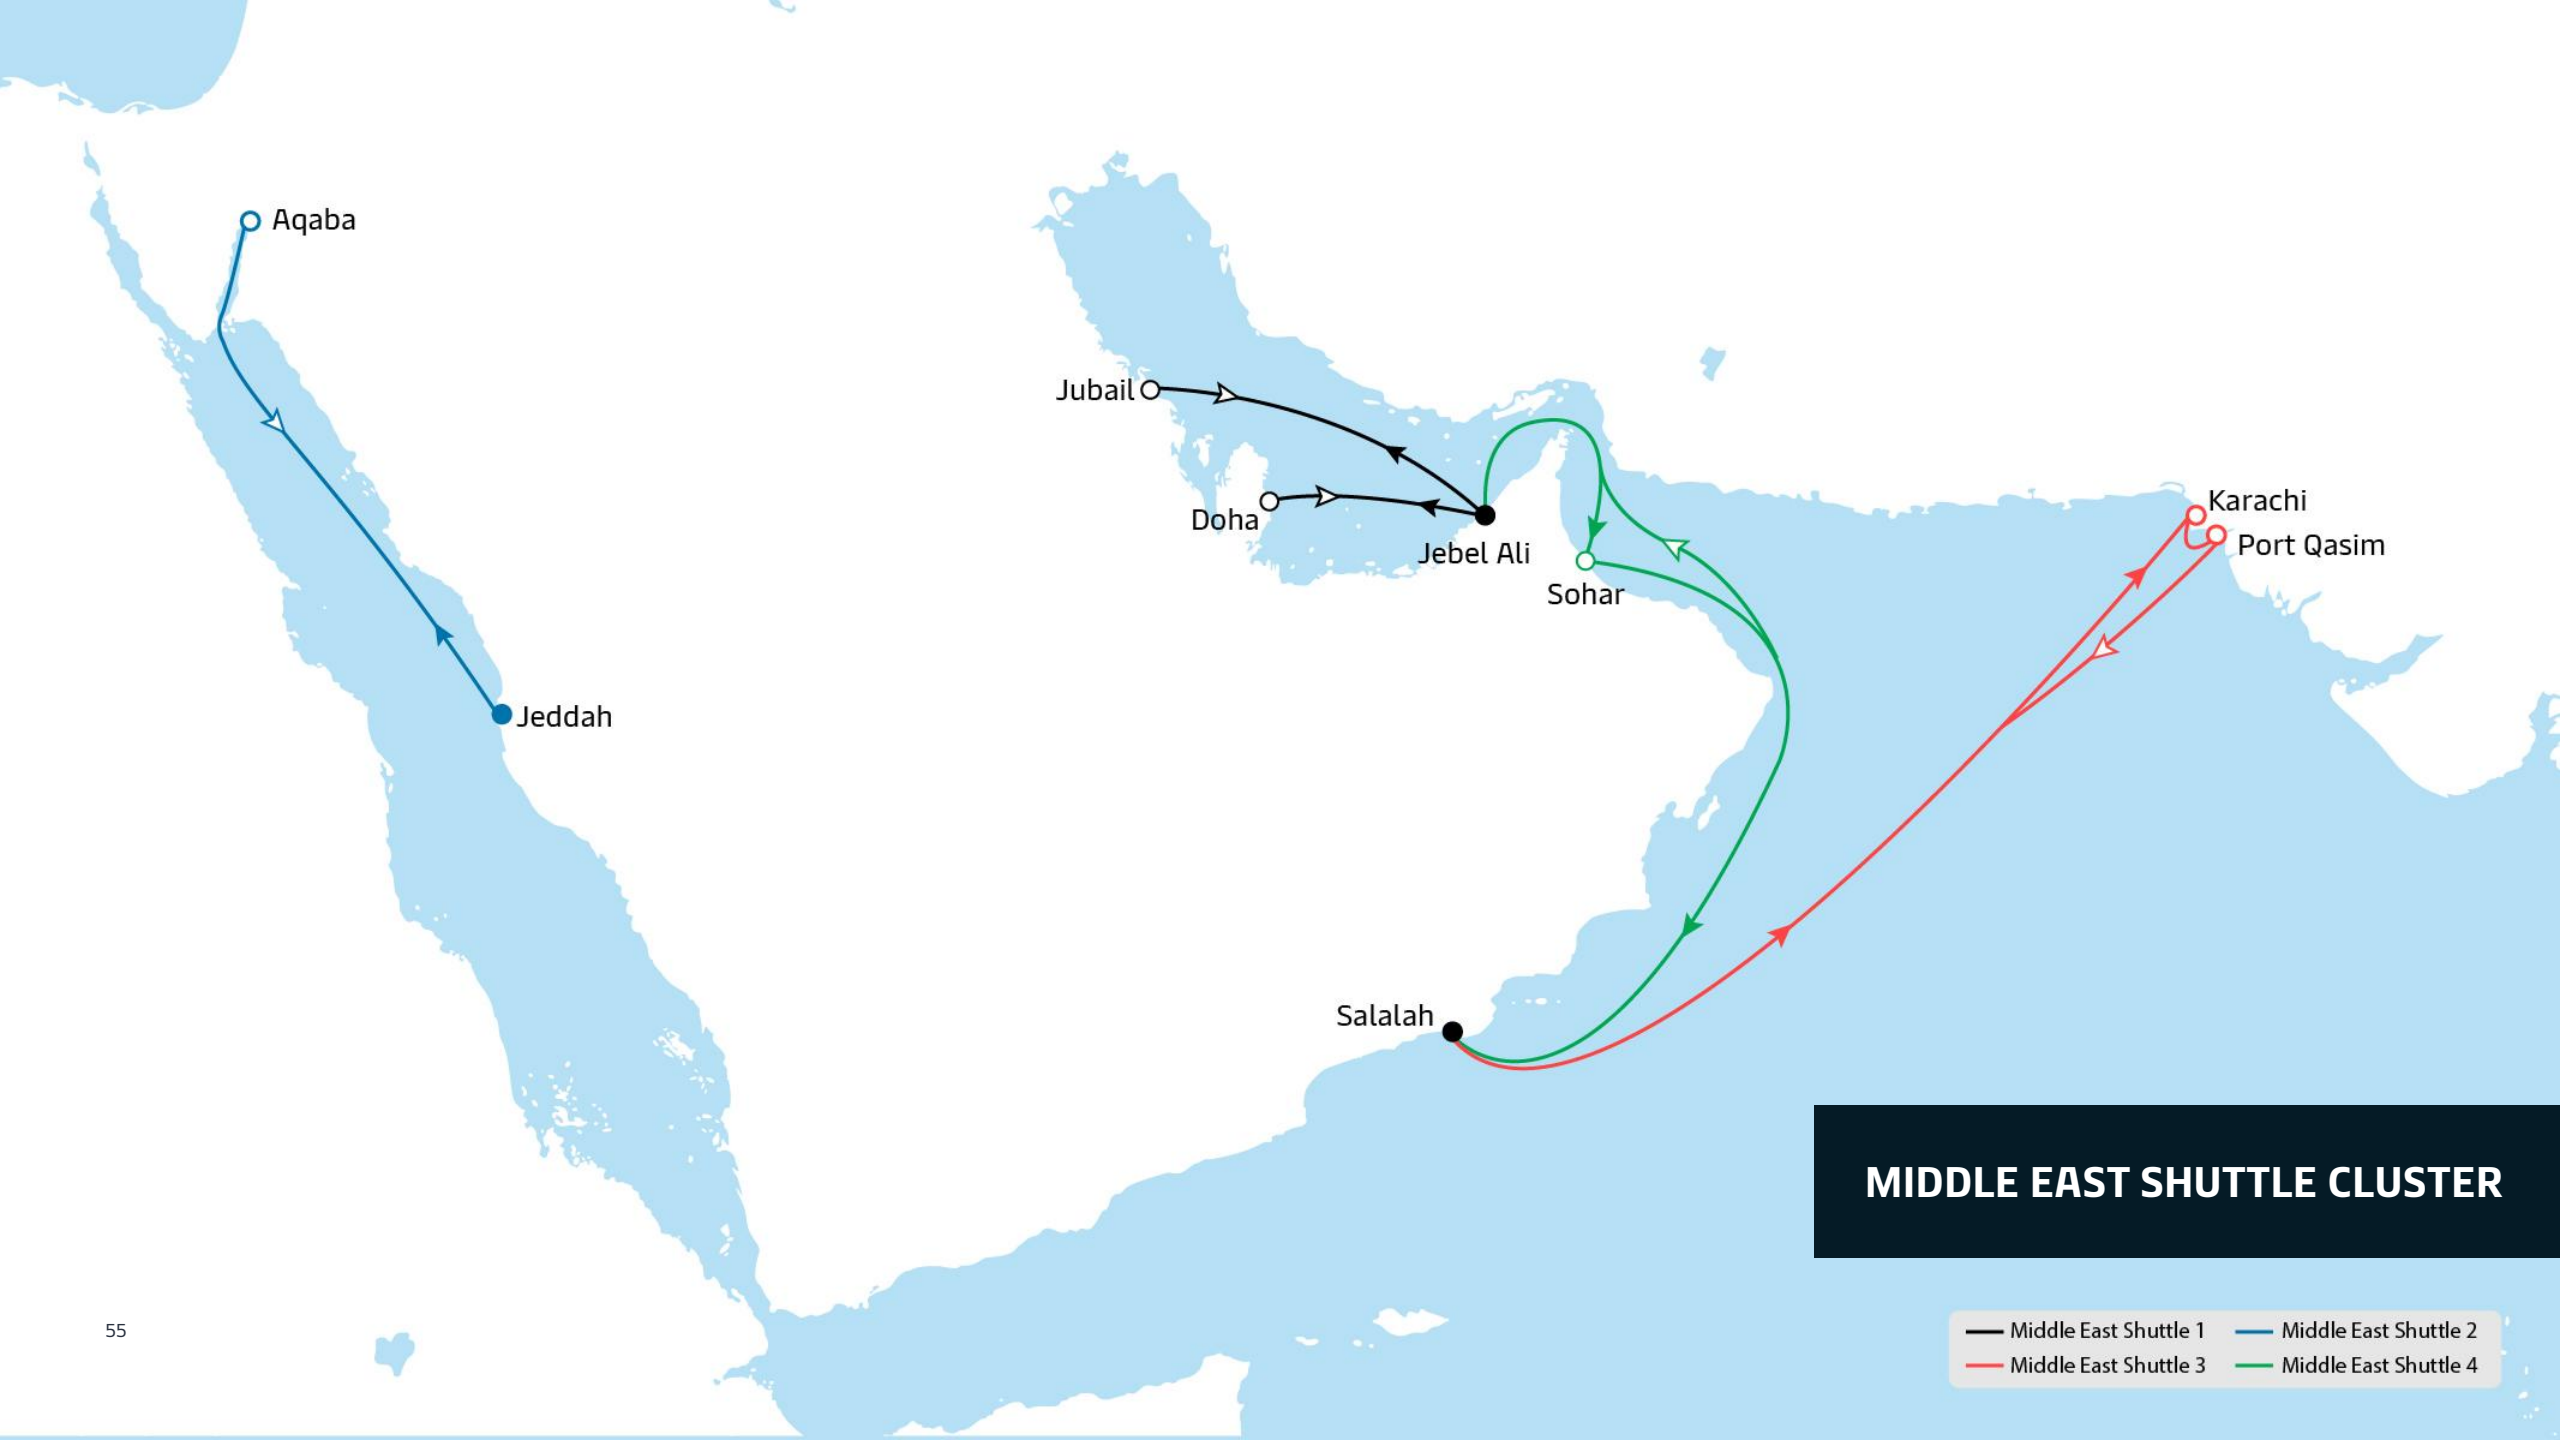 Aqaba
Jubail
Doha
Jebel Ali
Sohar
Karachi
Port Qasim
Jeddah
Salalah
MIDDLE EAST SHUTTLE CLUSTER
55
Middle East Shuttle 1
Middle East Shuttle 2
Middle East Shuttle 3
Middle East Shuttle 4